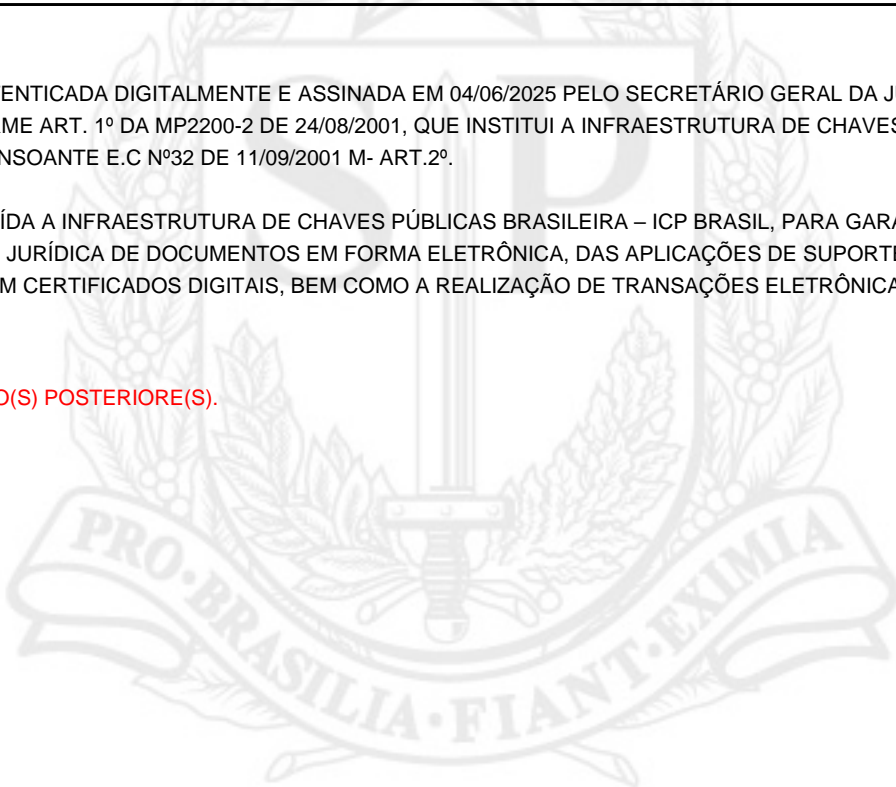 ENTICADA DIGITALMENTE E ASSINADA EM 04/06/2025 PELO SECRETÁRIO GERAL DA J
ME ART. 1º DA MP2200-2 DE 24/08/2001, QUE INSTITUI A INFRAESTRUTURA DE CHAVES
NSOANTE E.C Nº32 DE 11/09/2001 M- ART.2º.
ÍDA A INFRAESTRUTURA DE CHAVES PÚBLICAS BRASILEIRA – ICP BRASIL, PARA GARA
JURÍDICA DE DOCUMENTOS EM FORMA ELETRÔNICA, DAS APLICAÇÕES DE SUPORTE
M CERTIFICADOS DIGITAIS, BEM COMO A REALIZAÇÃO DE TRANSAÇÕES ELETRÔNICA
O(S) POSTERIORE(S).
SP
PRO·BRASILIA·FIANT·EXIMIA